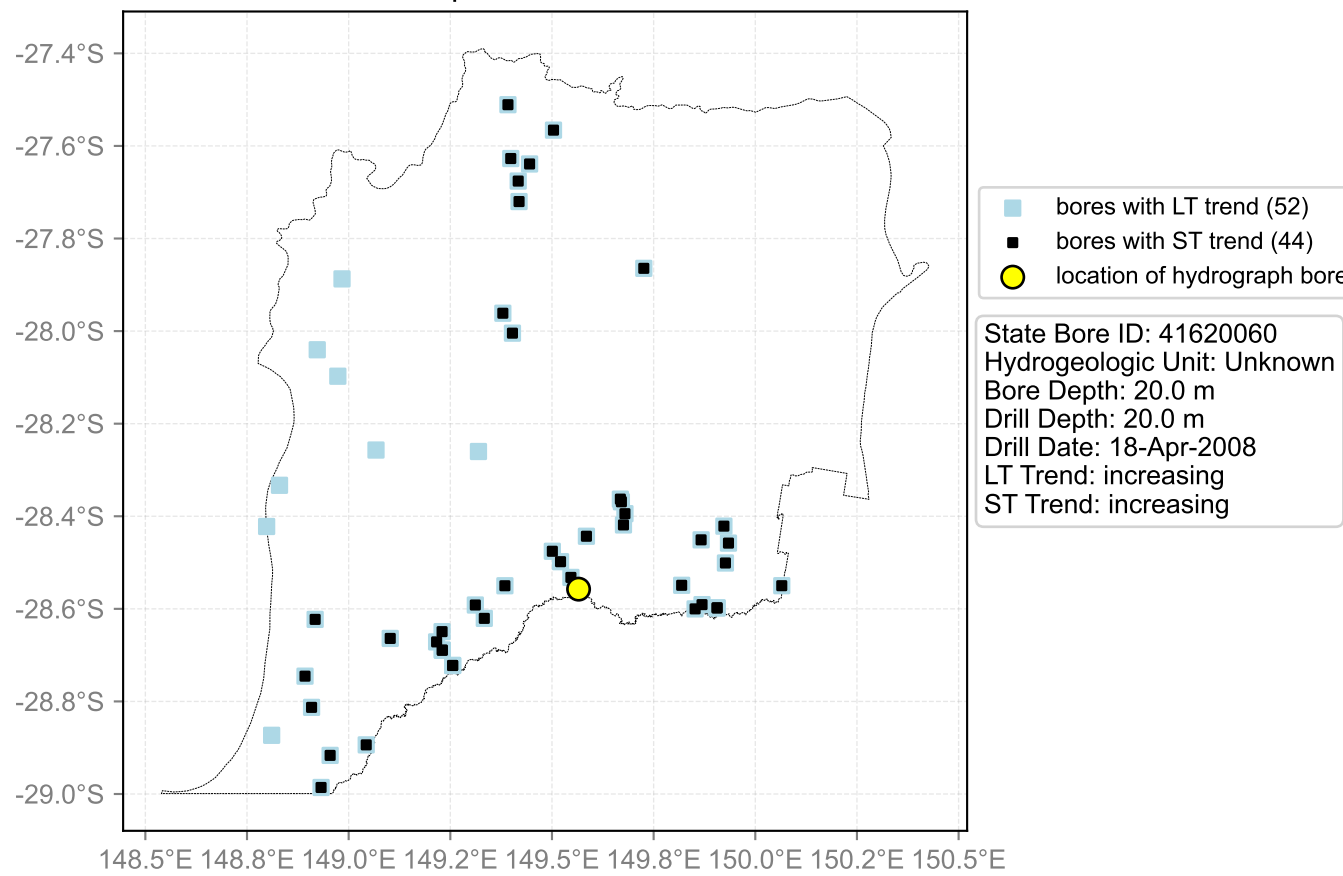 -27.4°S
-27.6°S
-27.8°S
-28.0°S
-28.2°S
-28.4°S
-28.6°S
-28.8°S
-29.0°S
148.5°E 148.8°E 149.0°E 149.2°E 149.5°E 149.8°E 150.0°E 150.2°E 150.5°E
bores with LT trend (52)
bores with ST trend (44)
location of hydrograph bore
State Bore ID: 41620060
Hydrogeologic Unit: Unknown
Bore Depth: 20.0 m
Drill Depth: 20.0 m
Drill Date: 18-Apr-2008
LT Trend: increasing
ST Trend: increasing